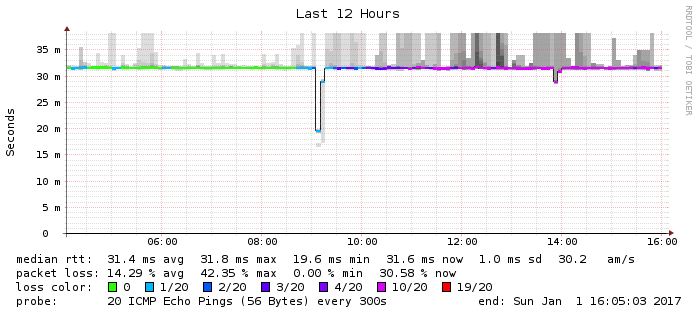 Last 12 Hours
RRDTOOL / TOBI OETIKER
Seconds
35 m
30 m
25 m
20 m
15 m
10 m
5 m
0
06:00 08:00 10:00 12:00 14:00 16:00
median rtt: 31.4 ms avg 31.8 ms max 19.6 ms min 31.6 ms now 1.0 ms sd 30.2 am/s
packet loss: 14.29 % avg 42.35 % max 0.00 % min 30.58 % now
loss color: 0 1/20 2/20 3/20 4/20 10/20 19/20
probe: 20 ICMP Echo Pings (56 Bytes) every 300s end: Sun Jan 1 16:05:03 2017